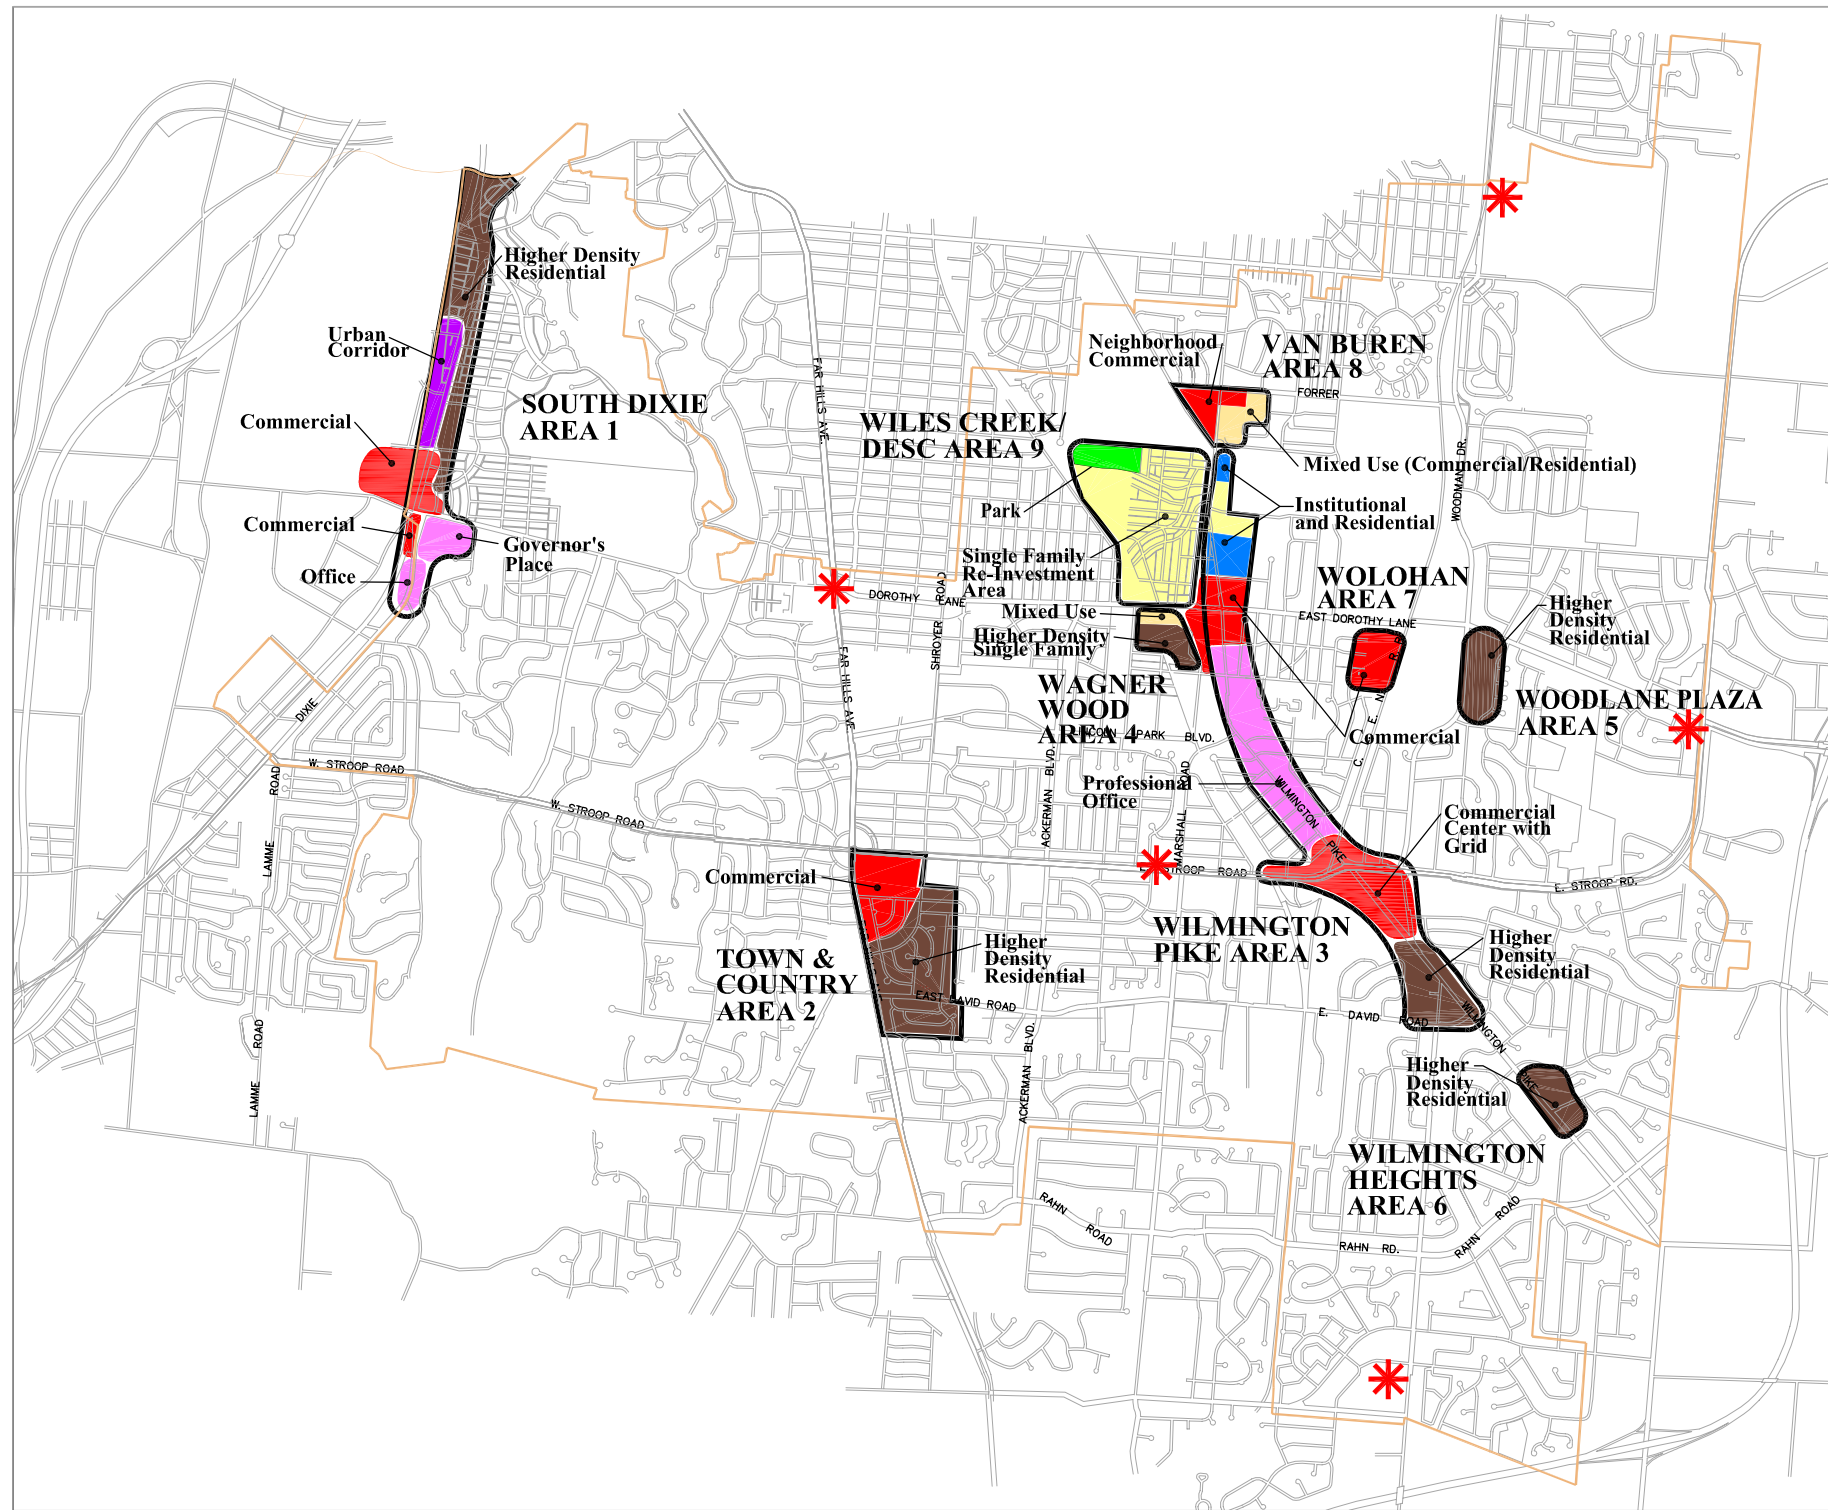 Higher Density
Residential
Urban
Corridor
Commercial
SOUTH DIXIE
AREA 1
Commercial
Governor's
Place
Office
DIXIE
FAR HILLS AVE.
Neighborhood
Commercial
VAN BUREN
AREA 8
FORRER
Mixed Use (Commercial/Residential)
WILES CREEK/
DESC AREA 9
Park
Institutional
and Residential
WOODMAN DR.
Single Family
Re-Investment
Area
DOROTHY LANE
SHROYER ROAD
Mixed Use
Higher Density
Single Family
WOLOHAN
AREA 7
EAST DOROTHY LANE
Higher
Density
Residential
WAGNER
WOOD
AREA 4
LINCOLN PARK BLVD.
Commercial
WOODLANE PLAZA
AREA 5
FAR HILLS AVE.
Professional
Office
WILMINGTON PIKE
Commercial
Center with
Grid
W. STROOP ROAD
W. STROOP ROAD
LAMME ROAD
ACKERMAN BLVD.
MARSHALL ROAD
E. STROOP ROAD
E. STROOP RD.
Commercial
TOWN &
COUNTRY
AREA 2
Higher
Density
Residential
EAST DAVID ROAD
WILMINGTON
PIKE AREA 3
Higher
Density
Residential
E. DAVID ROAD
WILMINGTON PIKE
LAMME ROAD
ACKERMAN BLVD.
Higher
Density
Residential
WILMINGTON
HEIGHTS
AREA 6
RAHN ROAD
RAHN RD.
RAHN ROAD